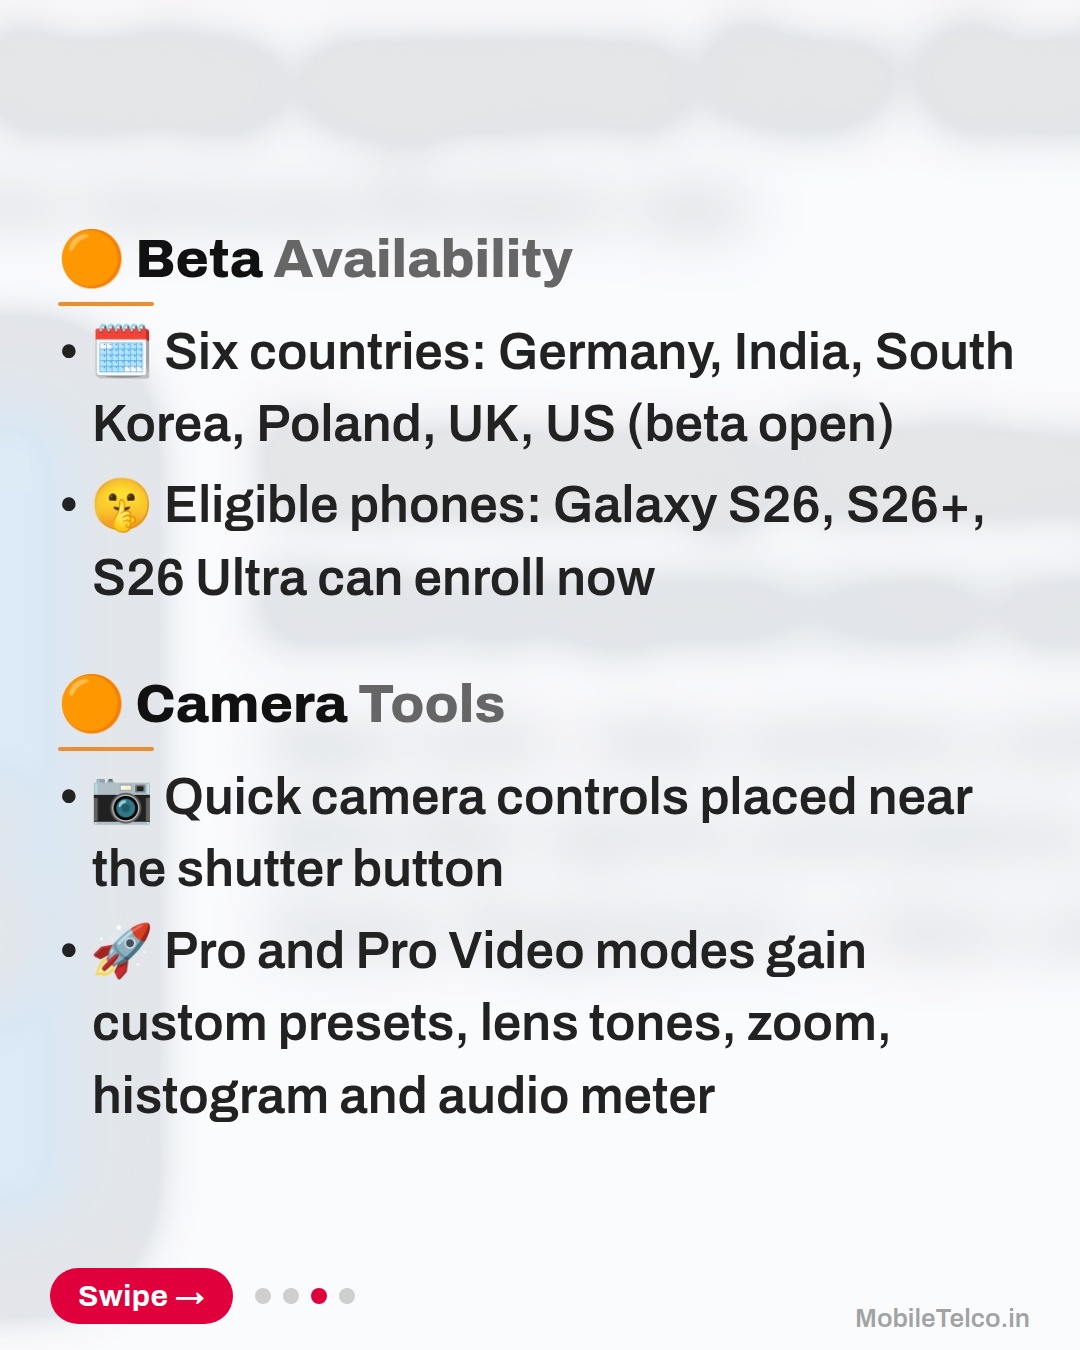 🟠 Beta Availability
• 🗓️ Six countries: Germany, India, South
Korea, Poland, UK, US (beta open)
• 🤫 Eligible phones: Galaxy S26, S26+,
S26 Ultra can enroll now
🟠 Camera Tools
• 📷 Quick camera controls placed near
the shutter button
• 🚀 Pro and Pro Video modes gain
custom presets, lens tones, zoom,
histogram and audio meter
Swipe →
MobileTelco.in